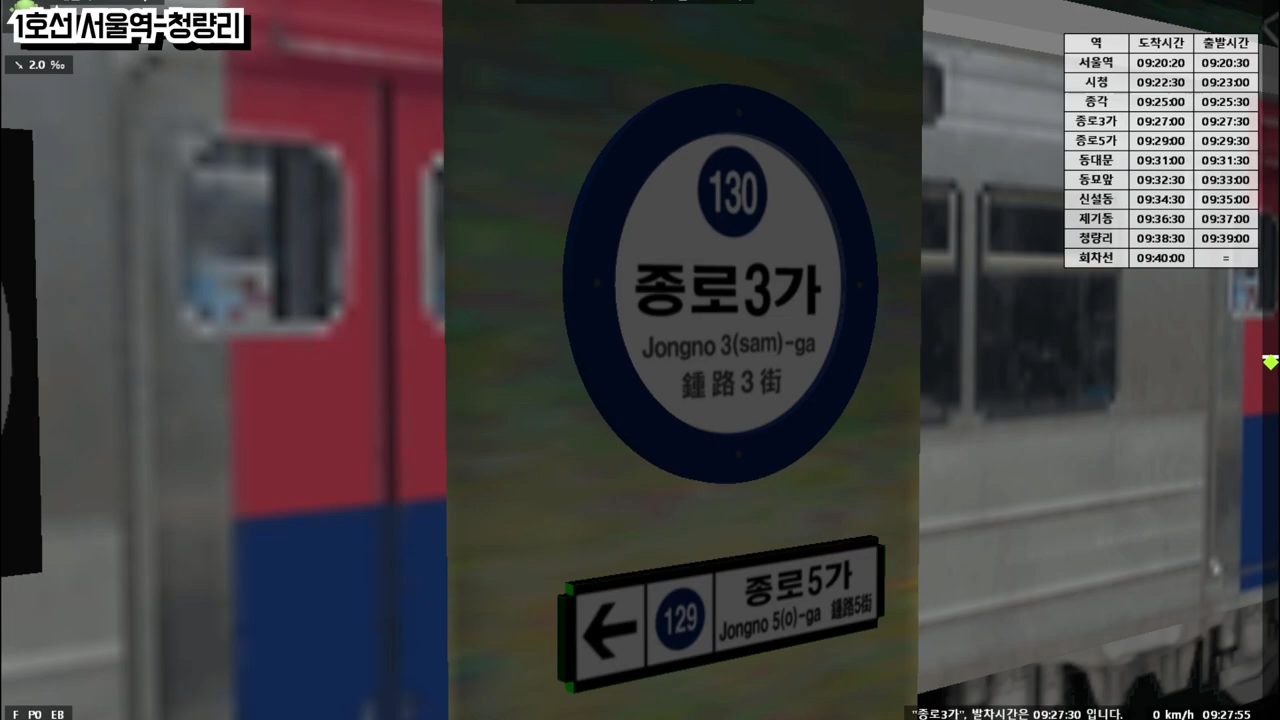 1호선 서울역-청량리
2.0 ‰
역 도착시간 출발시간
서울역 09:20:20 09:20:30
시청 09:22:30 09:23:00
종각 09:25:00 09:25:30
종로3가 09:27:00 09:27:30
종로5가 09:29:00 09:29:30
동대문 09:31:00 09:31:30
동묘앞 09:32:30 09:33:00
신설동 09:34:30 09:35:00
제기동 09:36:30 09:37:00
청량리 09:38:30 09:39:00
회차선 09:40:00 =
130
종로3가
Jongno 3(sam)-ga
鍾路3街
129
종로5가
Jongno 5(o)-ga 鍾路5街
F P0 EB
"종로3가", 발차시간은 09:27:30 입니다. 0 km/h 09:27:55